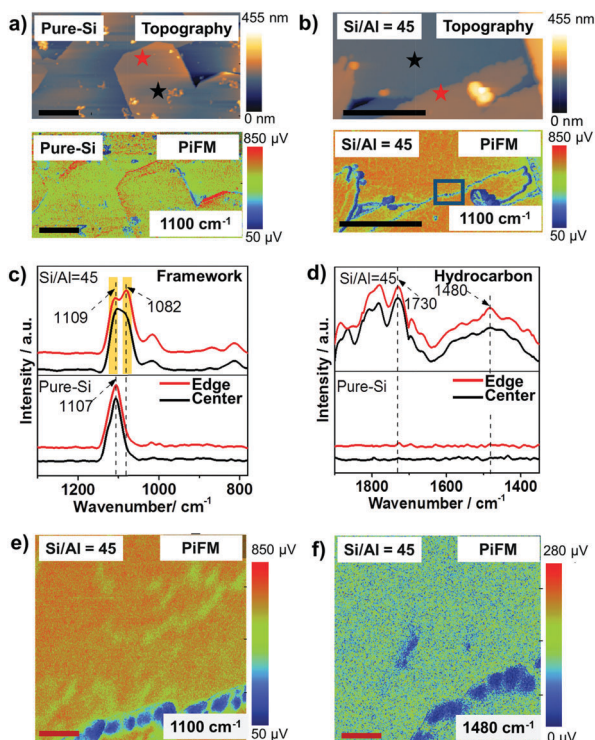 a)
Pure-Si
Topography
455 nm
0 nm
Pure-Si
PiFM
850 µV
1100 cm⁻¹
50 µV
b)
Si/Al = 45
Topography
455 nm
0 nm
Si/Al = 45
PiFM
850 µV
1100 cm⁻¹
50 µV
c)
Si/Al=45
Framework
1109
1082
Pure-Si
1107
Edge
Center
Intensity / a.u.
1200
1000
800
Wavenumber/ cm⁻¹
d)
Si/Al=45
Hydrocarbon
1730
1480
Pure-Si
Edge
Center
Intensity / a.u.
1800
1600
1400
Wavenumber/ cm⁻¹
e)
Si/Al = 45
PiFM
850 µV
1100 cm⁻¹
50 µV
f)
Si/Al = 45
PiFM
280 µV
1480 cm⁻¹
0 µV